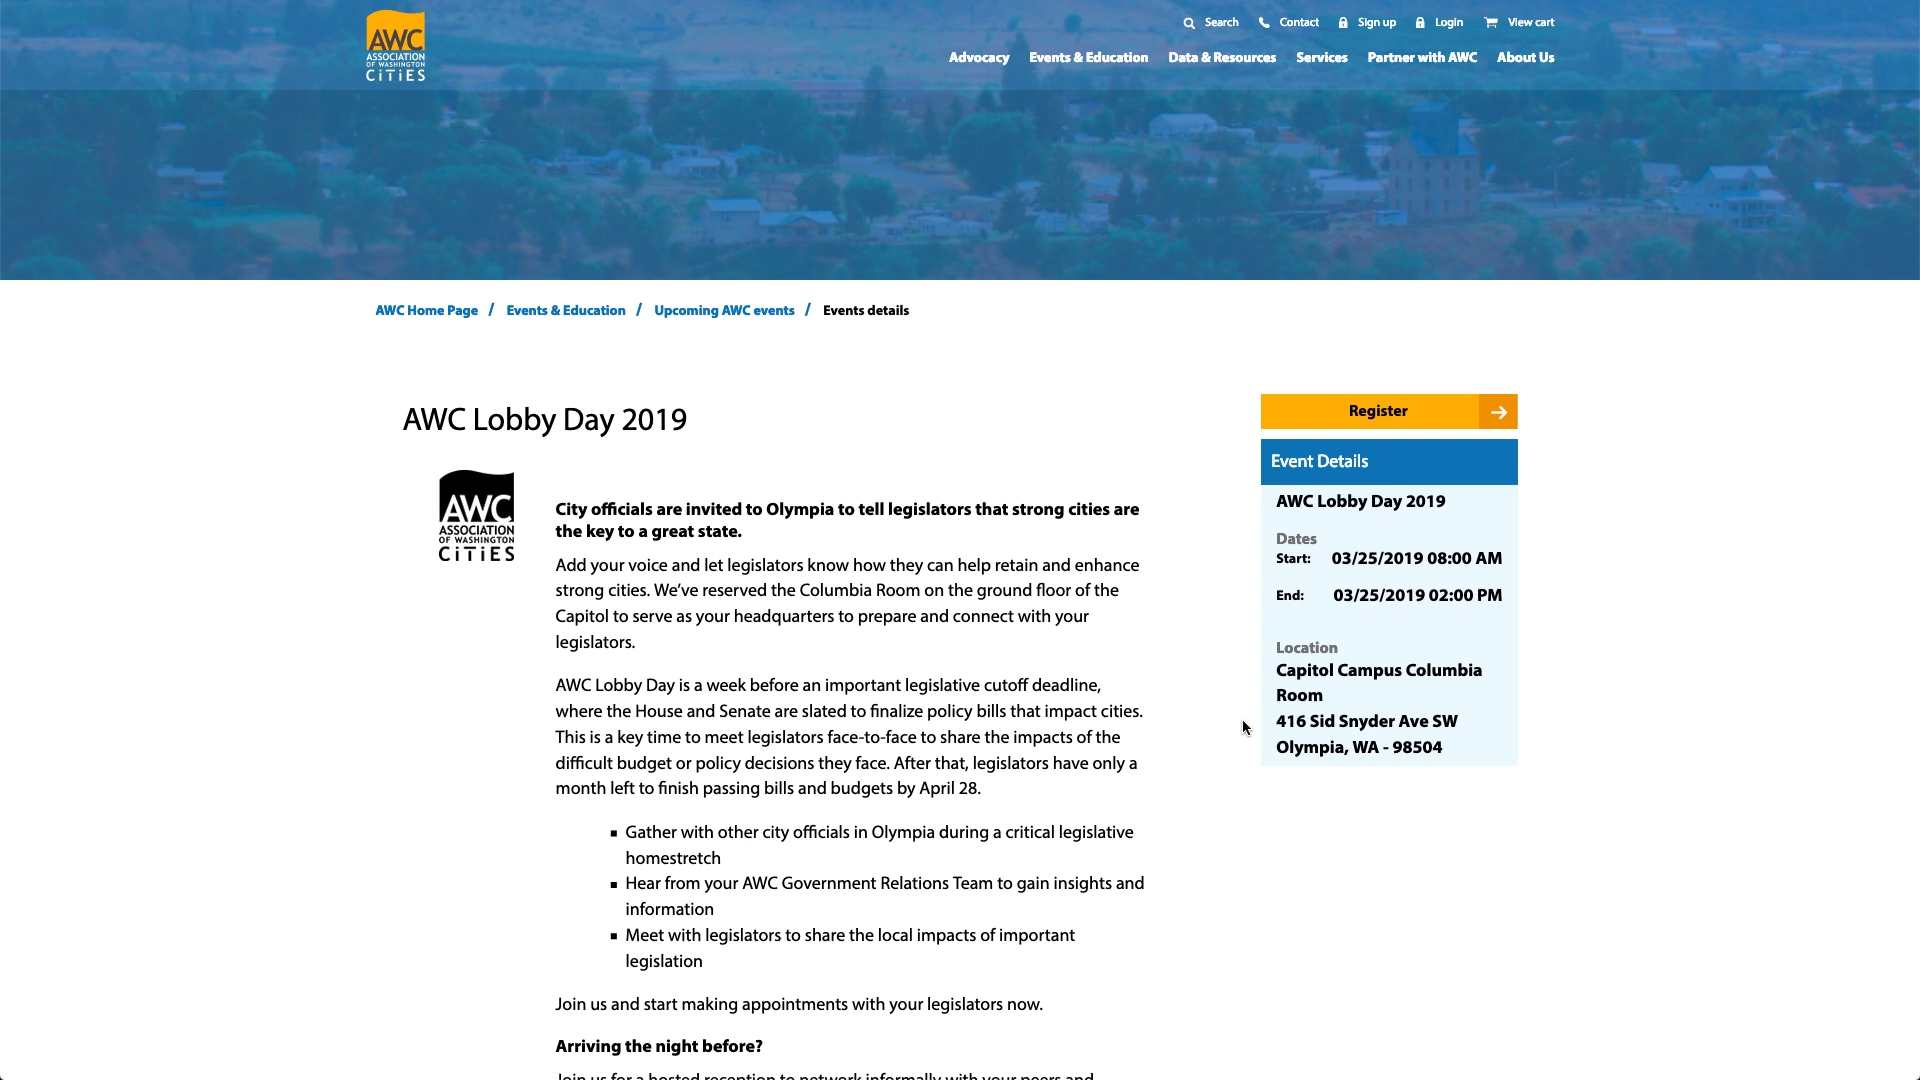 AWC
ASSOCIATION
OF WASHINGTON
CiTiES
Search
Contact
Sign up
Login
View cart
Advocacy
Events & Education
Data & Resources
Services
Partner with AWC
About Us
AWC Home Page / Events & Education / Upcoming AWC events / Events details
AWC Lobby Day 2019
AWC
ASSOCIATION
OF WASHINGTON
CiTiES
City officials are invited to Olympia to tell legislators that strong cities are
the key to a great state.
Add your voice and let legislators know how they can help retain and enhance
strong cities. We’ve reserved the Columbia Room on the ground floor of the
Capitol to serve as your headquarters to prepare and connect with your
legislators.
AWC Lobby Day is a week before an important legislative cutoff deadline,
where the House and Senate are slated to finalize policy bills that impact cities.
This is a key time to meet legislators face-to-face to share the impacts of the
difficult budget or policy decisions they face. After that, legislators have only a
month left to finish passing bills and budgets by April 28.
▪ Gather with other city officials in Olympia during a critical legislative
homestretch
▪ Hear from your AWC Government Relations Team to gain insights and
information
▪ Meet with legislators to share the local impacts of important
legislation
Join us and start making appointments with your legislators now.
Arriving the night before?
Join us for a hosted reception to network informally with your peers and
Register
Event Details
AWC Lobby Day 2019
Dates
Start: 03/25/2019 08:00 AM
End: 03/25/2019 02:00 PM
Location
Capitol Campus Columbia
Room
416 Sid Snyder Ave SW
Olympia, WA - 98504